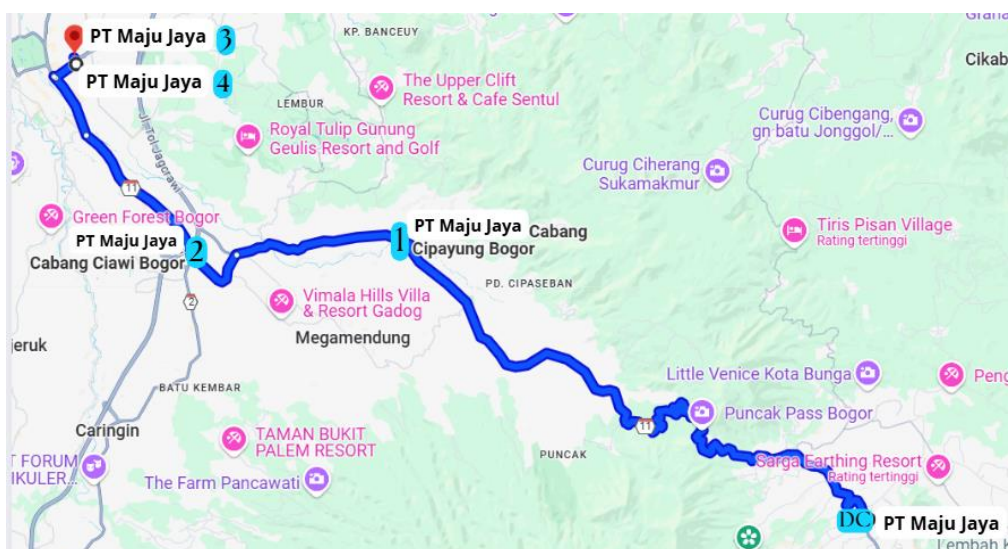 PT Maju Jaya 3
PT Maju Jaya 4
KP. BANCEUY
Cikab
The Upper Clift
Resort & Cafe Sentul
LEMBUR
Royal Tulip Gunung
Geulis Resort and Golf
Jl. Tol Jagorawi
Curug Cibengang,
gn batu Jonggol/...
Curug Ciherang
Sukamakmur
11
Green Forest Bogor
Tiris Pisan Village
Rating tertinggi
PT Maju Jaya
Cabang Ciawi Bogor 2
1 PT Maju Jaya Cabang
Cipayung Bogor
PD. CIPASEBAN
2
Vimala Hills Villa
& Resort Gadog
Megamendung
jeruk
BATU KEMBAR
Little Venice Kota Bunga
Peng
Puncak Pass Bogor
11
Caringin
TAMAN BUKIT
PALEM RESORT
PUNCAK
T FORUM
IKULER...
The Farm Pancawati
Sarga Earthing Resort
Rating tertinggi
DC PT Maju Jaya